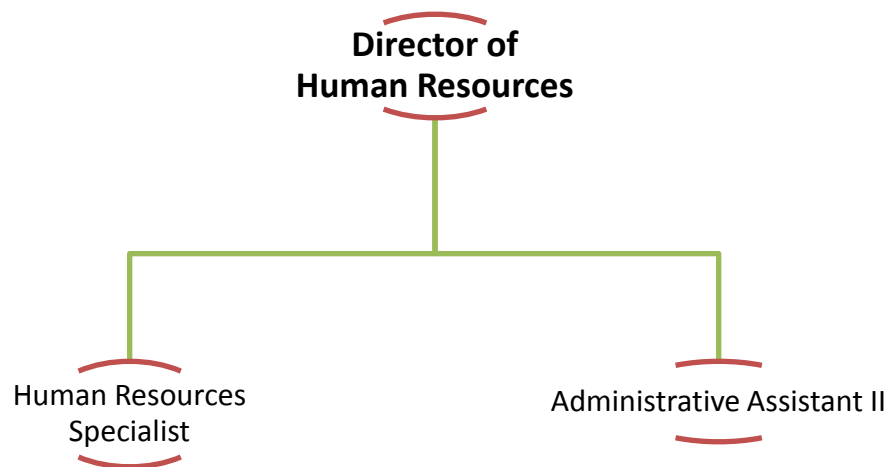 Director of
Human Resources
Human Resources
Specialist
Administrative Assistant II